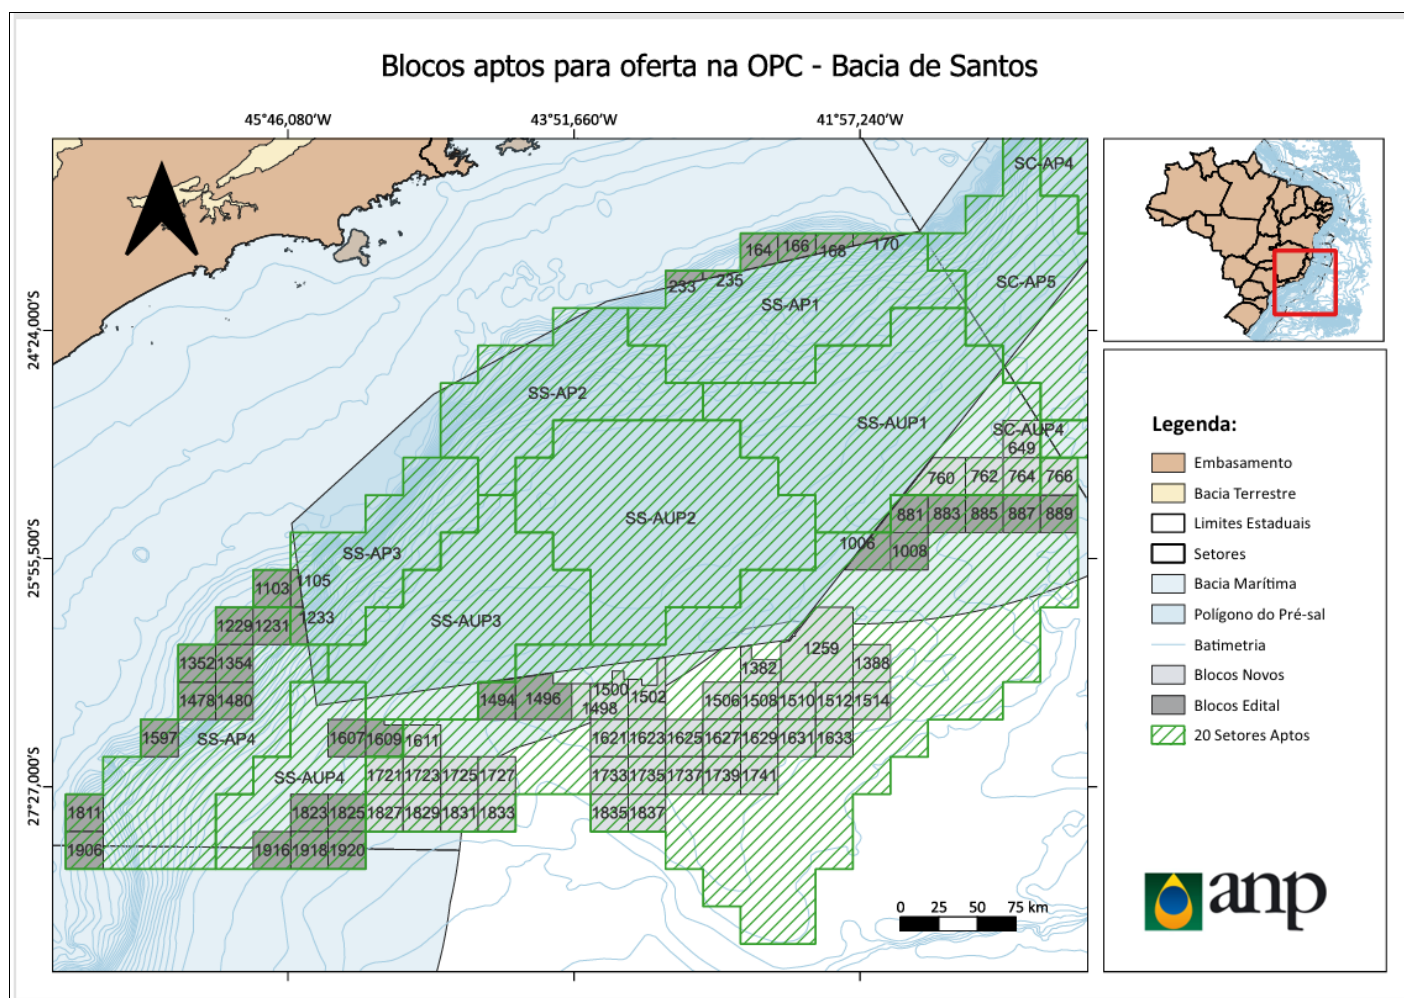 Blocos aptos para oferta na OPC - Bacia de Santos
45°46,080'W 43°51,660'W 41°57,240'W
24°24,000'S
25°55,500'S
27°27,000'S
SC-AP4
164 166 168 170
233 235
SC-AP5
SS-AP1
SS-AP2
SS-AUP1
SC-AUP4
649
760 762 764 766
SS-AUP2
881 883 885 887 889
SS-AP3
1006 1008
1103 1105
1229 1231 1233
SS-AUP3
1259
1352 1354
1382 1388
1478 1480
1494 1496 1498 1500 1502 1506 1508 1510 1512 1514
1597
SS-AP4
1607 1609 1611
1621 1623 1625 1627 1629 1631 1633
SS-AUP4
1721 1723 1725 1727
1733 1735 1737 1739 1741
1811
1823 1825 1827 1829 1831 1833
1835 1837
1906
1916 1918 1920
0 25 50 75 km
Legenda:
Embasamento
Bacia Terrestre
Limites Estaduais
Setores
Bacia Marítima
Polígono do Pré-sal
Batimetria
Blocos Novos
Blocos Edital
20 Setores Aptos
anp